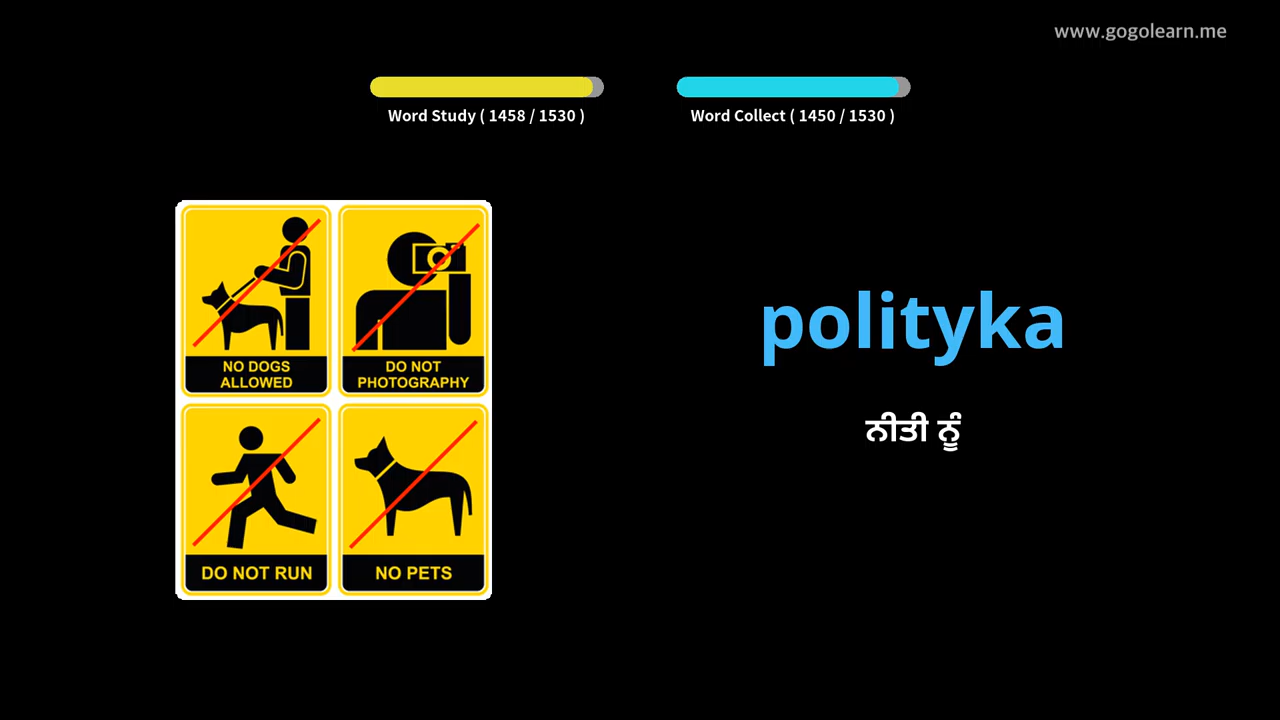 www.gogolearn.me
Word Study ( 1458 / 1530 )
Word Collect ( 1450 / 1530 )
NO DOGS
ALLOWED
DO NOT
PHOTOGRAPHY
DO NOT RUN
NO PETS
polityka
ਨੀਤੀ ਨੂੰ